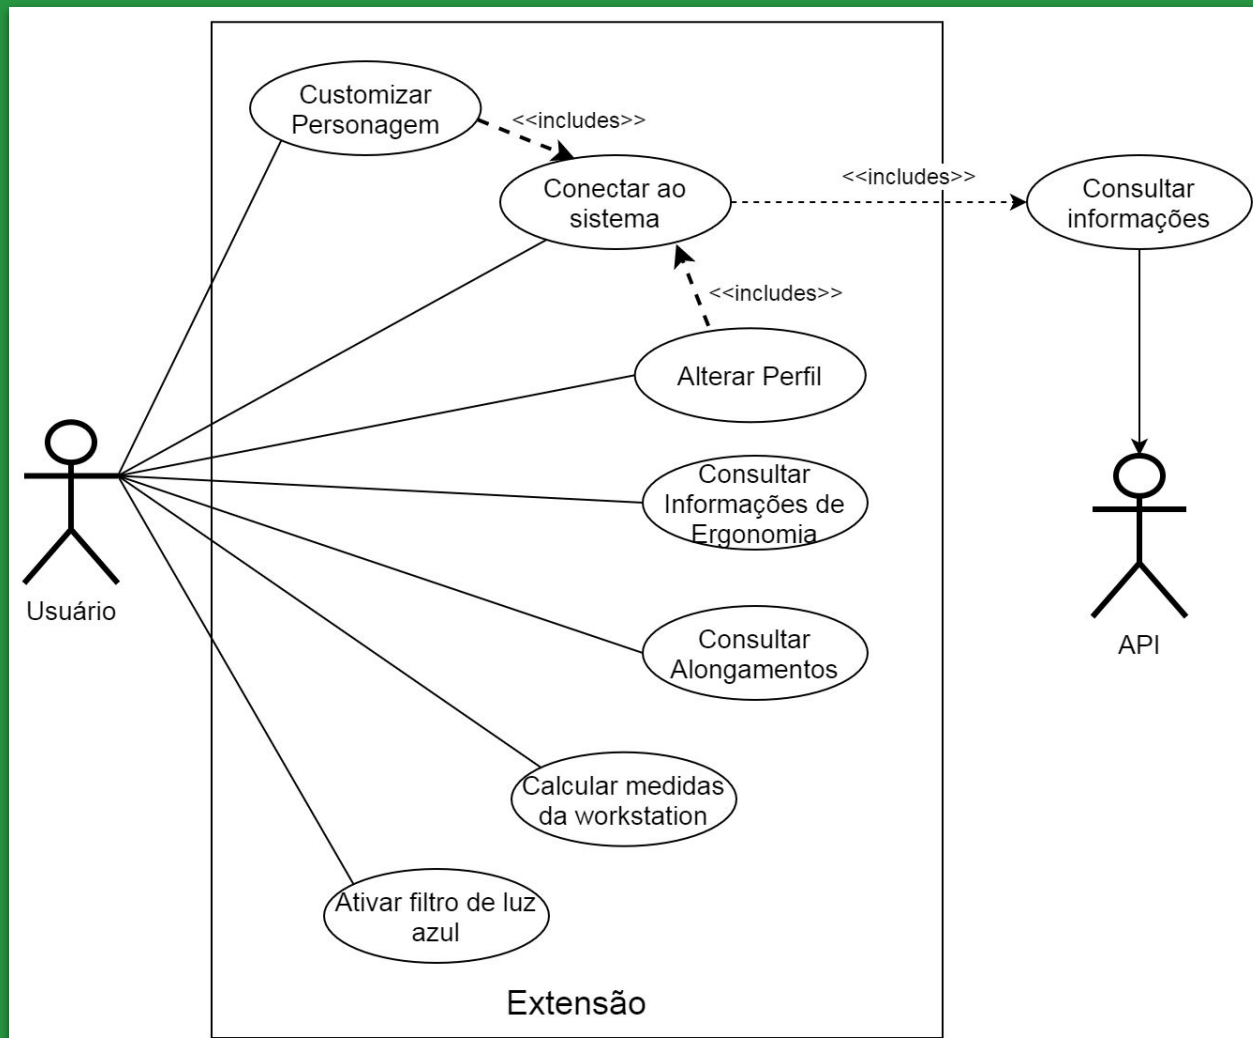 Customizar
Personagem
<<includes>>
Conectar ao
sistema
<<includes>>
Consultar
informações
<<includes>>
Alterar Perfil
Consultar
Informações de
Ergonomia
Usuário
Consultar
Alongamentos
API
Calcular medidas
da workstation
Ativar filtro de luz
azul
Extensão